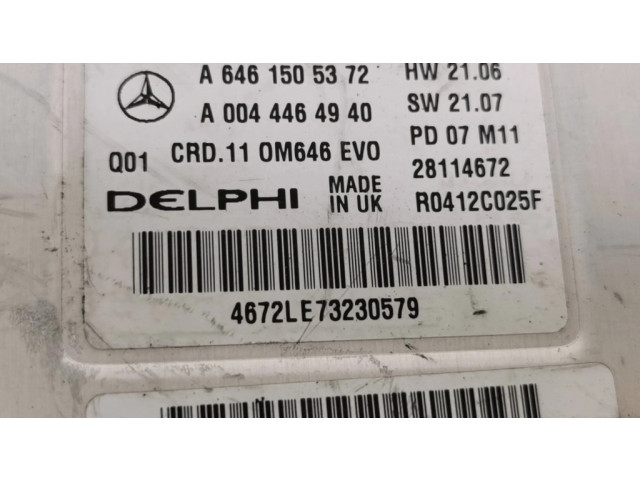 A 646 150 53 72 HW 21.06
A 004 446 49 40 SW 21.07
Q01 CRD.11 OM646 EVO PD 07 M11
28114672
DELPHI MADE IN UK R0412C025F
4672LE73230579